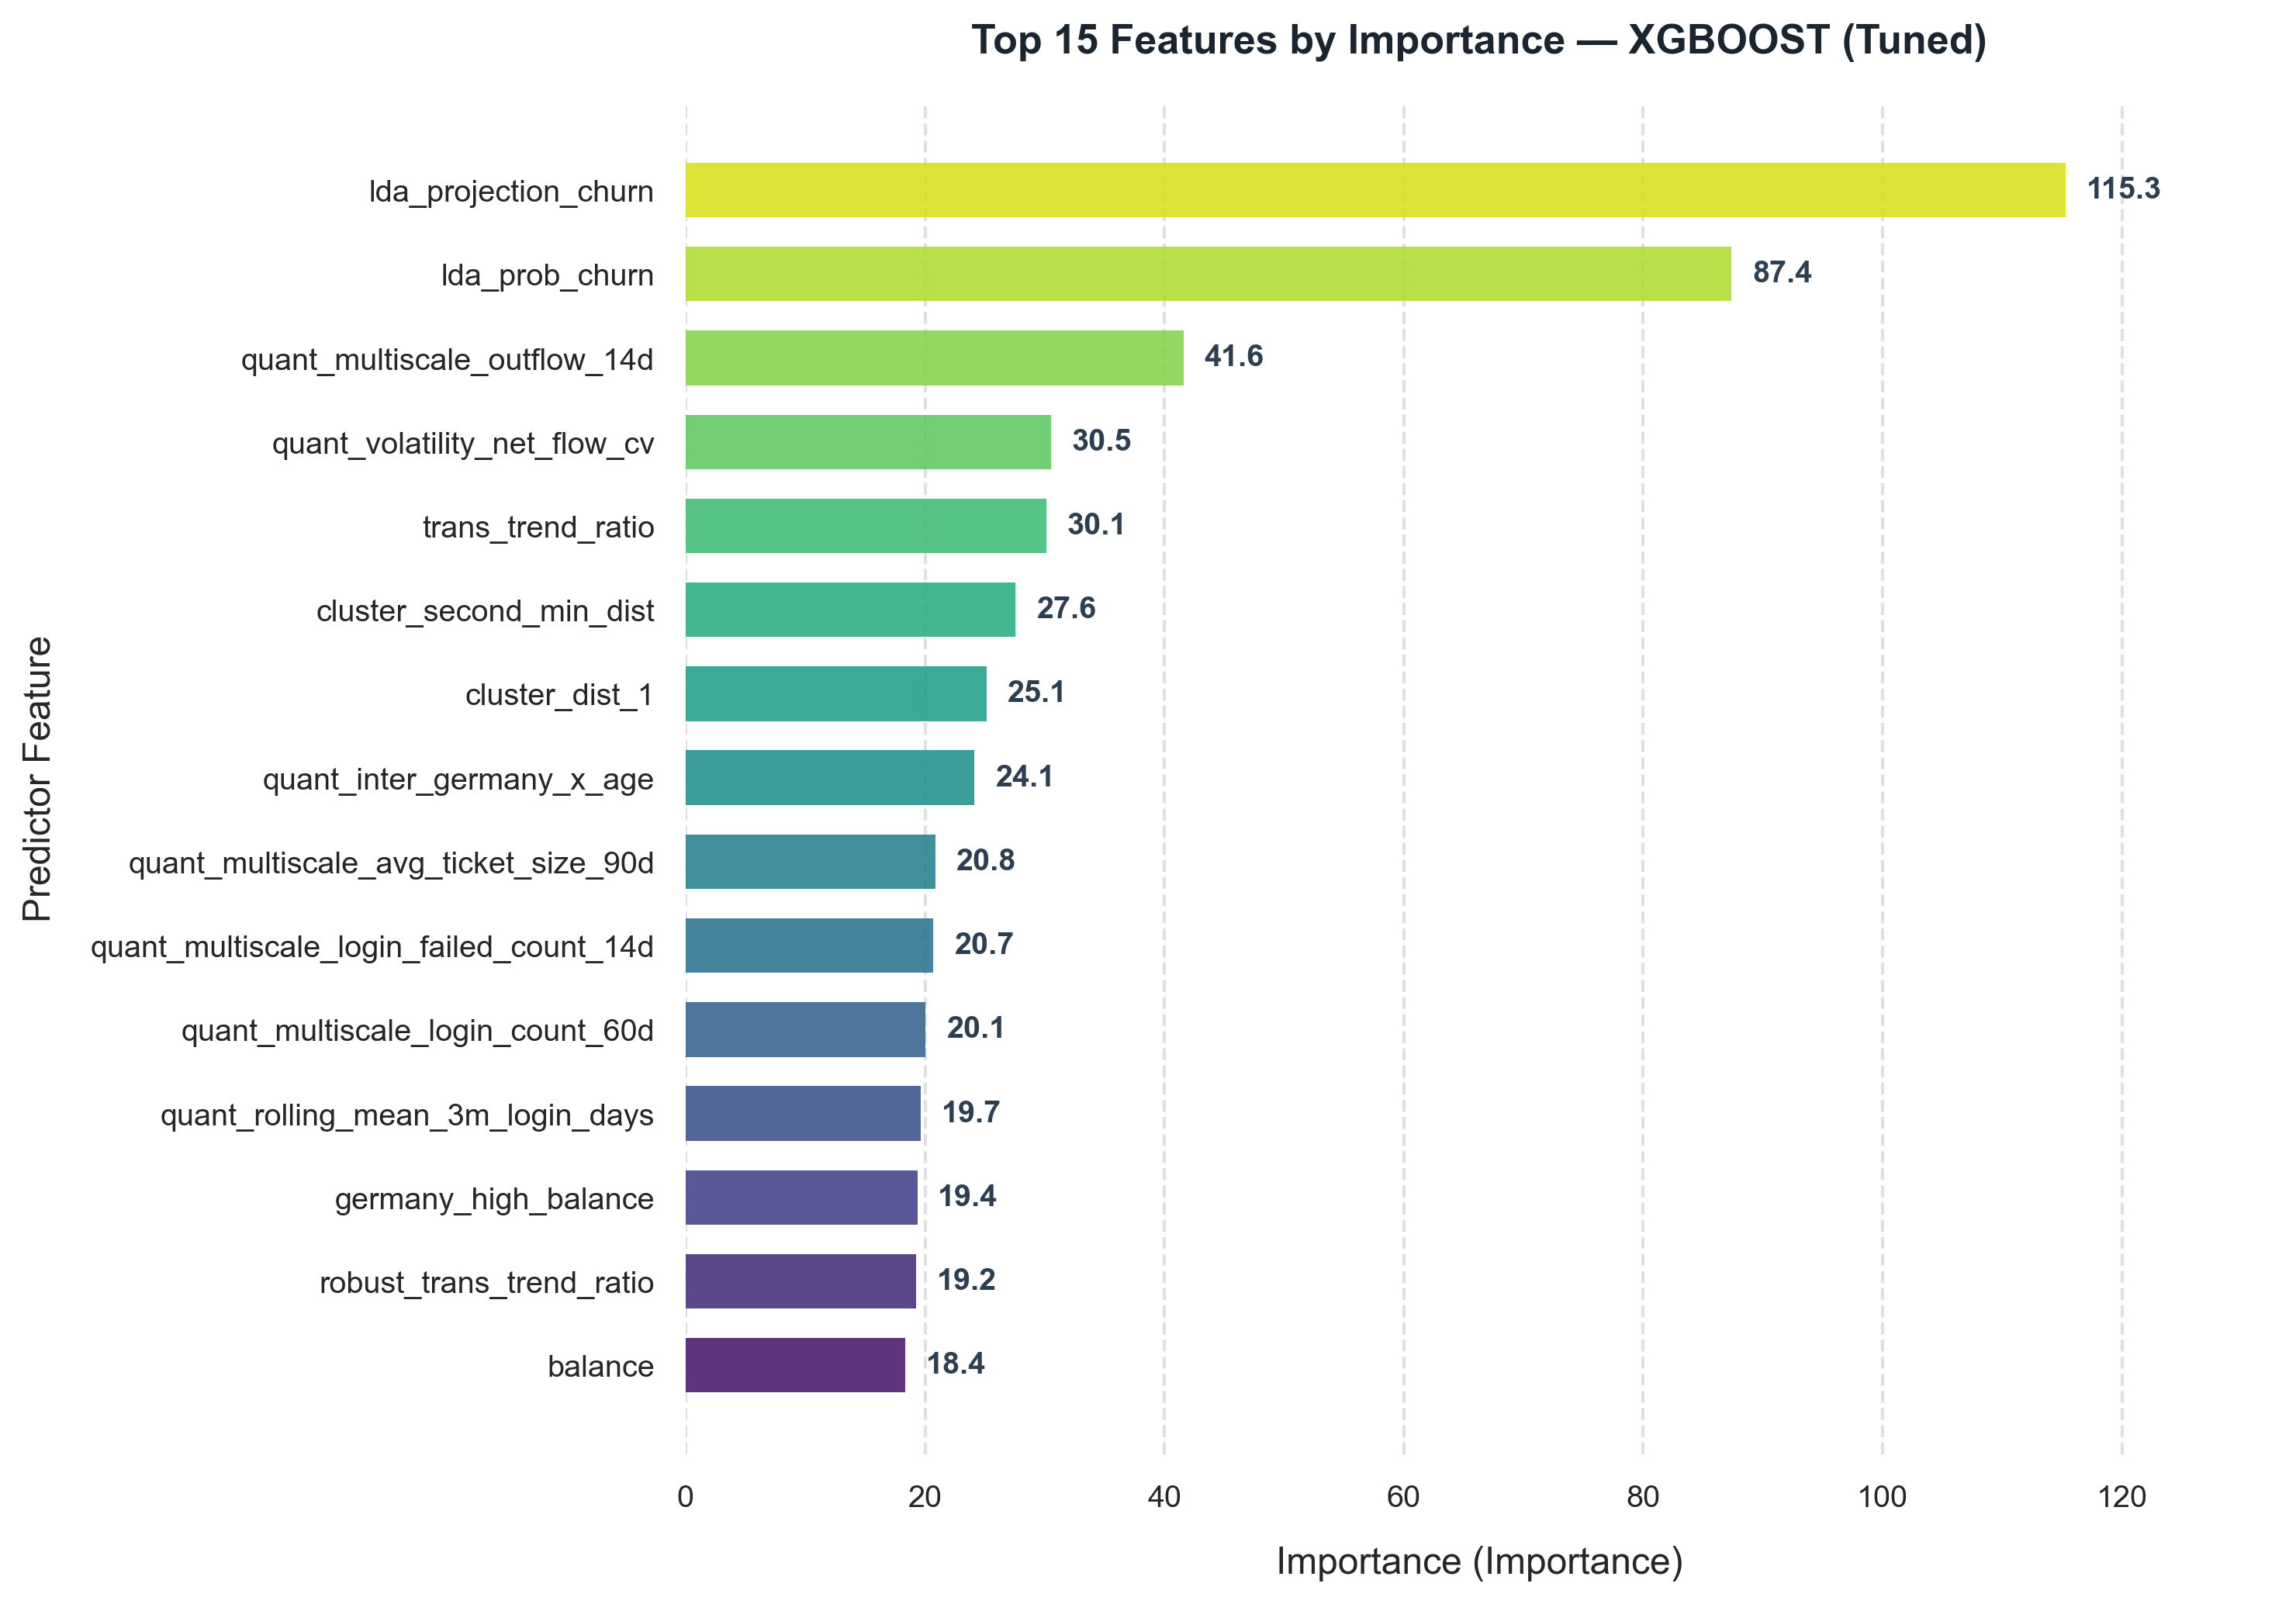 Top 15 Features by Importance — XGBOOST (Tuned)
Predictor Feature
lda_projection_churn 115.3
lda_prob_churn 87.4
quant_multiscale_outflow_14d 41.6
quant_volatility_net_flow_cv 30.5
trans_trend_ratio 30.1
cluster_second_min_dist 27.6
cluster_dist_1 25.1
quant_inter_germany_x_age 24.1
quant_multiscale_avg_ticket_size_90d 20.8
quant_multiscale_login_failed_count_14d 20.7
quant_multiscale_login_count_60d 20.1
quant_rolling_mean_3m_login_days 19.7
germany_high_balance 19.4
robust_trans_trend_ratio 19.2
balance 18.4
0 20 40 60 80 100 120
Importance (Importance)